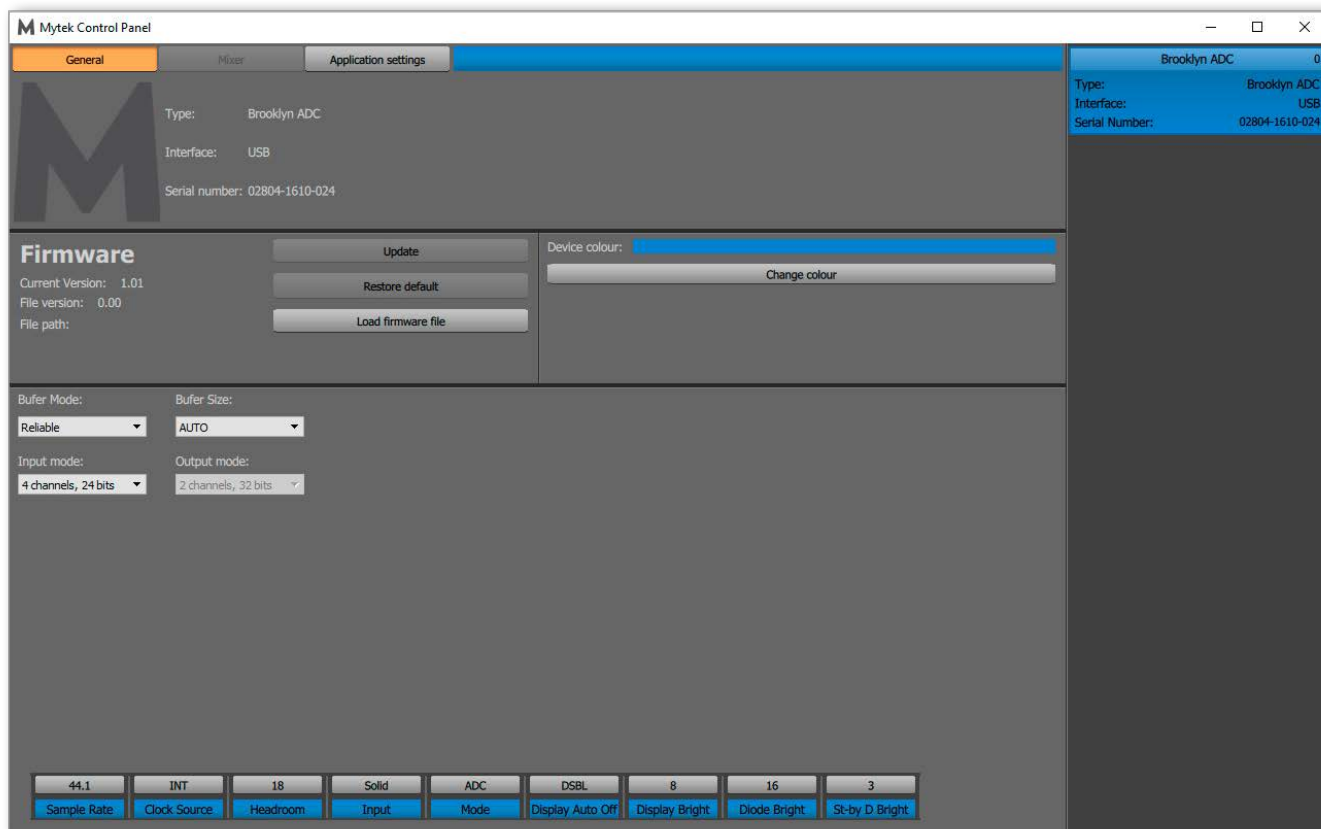 M Mytek Control Panel
General Mixer Application settings
Brooklyn ADC 0
Type: Brooklyn ADC
Interface: USB
Serial Number: 02804-1610-024
M
Type: Brooklyn ADC
Interface: USB
Serial number: 02804-1610-024
Firmware
Current Version: 1.01
File version: 0.00
File path:
Update
Restore default
Load firmware file
Device colour:
Change colour
Bufer Mode: Bufer Size:
Reliable AUTO
Input mode: Output mode:
4 channels, 24 bits 2 channels, 32 bits
44.1 INT 18 Solid ADC DSBL 8 16 3
Sample Rate Clock Source Headroom Input Mode Display Auto Off Display Bright Diode Bright St-by D Bright